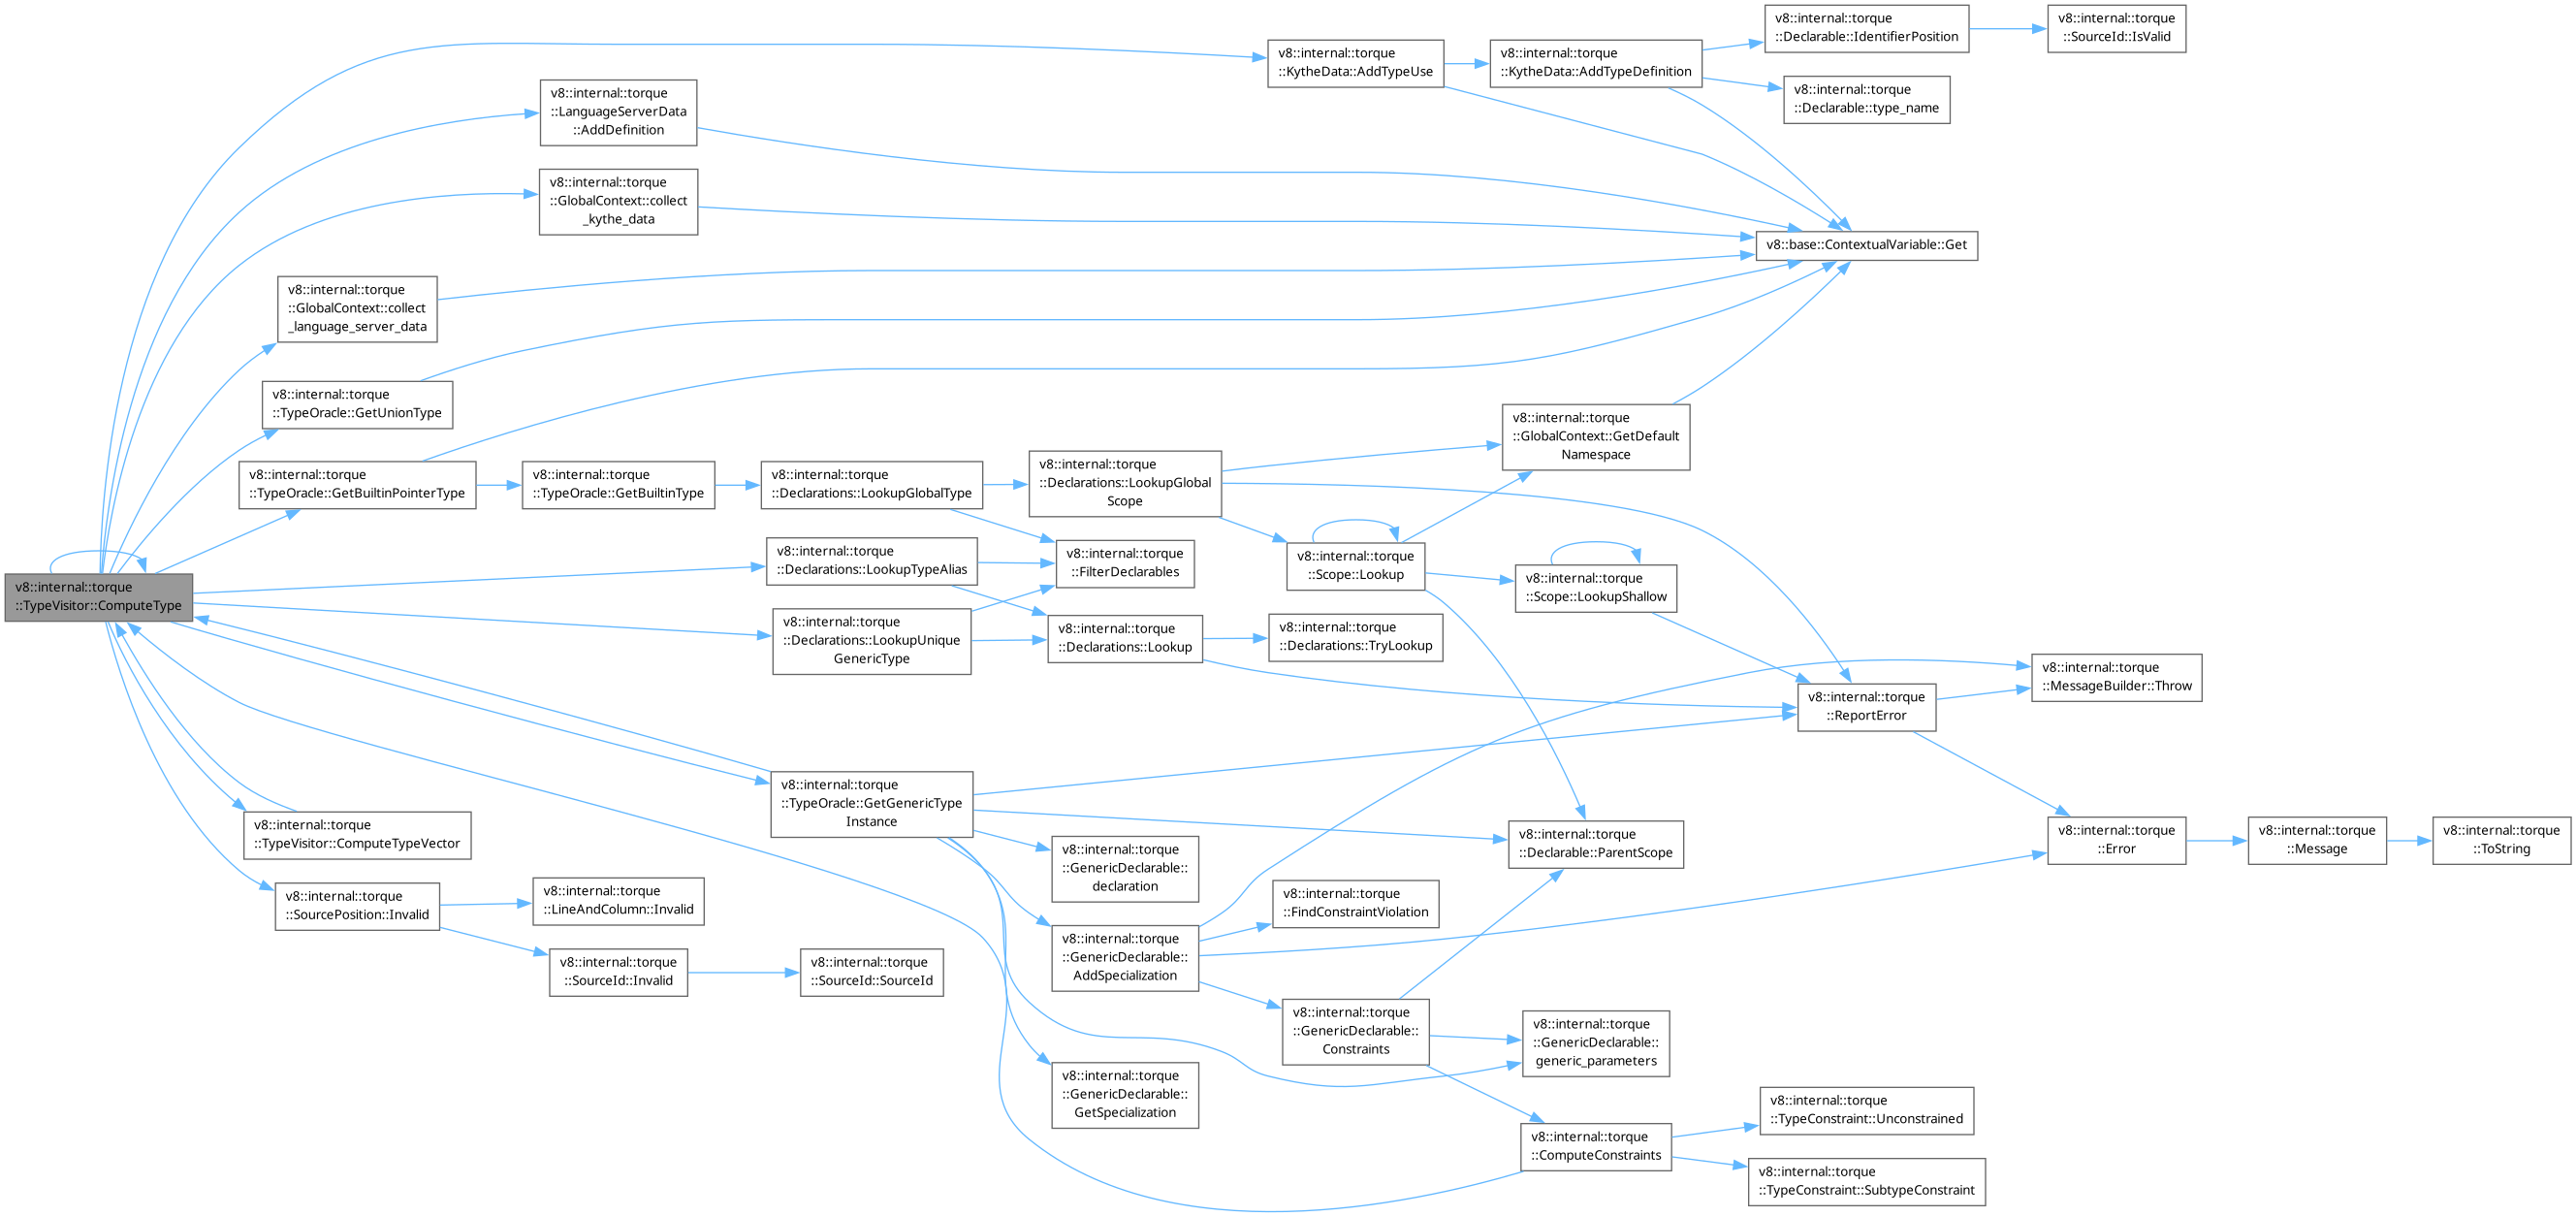 v8::internal::torque
::TypeVisitor::ComputeType
v8::internal::torque
::KytheData::AddTypeUse
v8::internal::torque
::KytheData::AddTypeDefinition
v8::internal::torque
::Declarable::IdentifierPosition
v8::internal::torque
::SourceId::IsValid
v8::internal::torque
::Declarable::type_name
v8::internal::torque
::LanguageServerData
::AddDefinition
v8::internal::torque
::GlobalContext::collect
_kythe_data
v8::base::ContextualVariable::Get
v8::internal::torque
::GlobalContext::collect
_language_server_data
v8::internal::torque
::TypeOracle::GetUnionType
v8::internal::torque
::TypeOracle::GetBuiltinPointerType
v8::internal::torque
::TypeOracle::GetBuiltinType
v8::internal::torque
::Declarations::LookupGlobalType
v8::internal::torque
::Declarations::LookupGlobal
Scope
v8::internal::torque
::GlobalContext::GetDefault
Namespace
v8::internal::torque
::Scope::Lookup
v8::internal::torque
::Scope::LookupShallow
v8::internal::torque
::Declarations::LookupTypeAlias
v8::internal::torque
::FilterDeclarables
v8::internal::torque
::Declarations::LookupUnique
GenericType
v8::internal::torque
::Declarations::Lookup
v8::internal::torque
::Declarations::TryLookup
v8::internal::torque
::ReportError
v8::internal::torque
::MessageBuilder::Throw
v8::internal::torque
::TypeOracle::GetGenericType
Instance
v8::internal::torque
::Declarable::ParentScope
v8::internal::torque
::Error
v8::internal::torque
::Message
v8::internal::torque
::ToString
v8::internal::torque
::TypeVisitor::ComputeTypeVector
v8::internal::torque
::GenericDeclarable::
declaration
v8::internal::torque
::SourcePosition::Invalid
v8::internal::torque
::LineAndColumn::Invalid
v8::internal::torque
::SourceId::Invalid
v8::internal::torque
::SourceId::SourceId
v8::internal::torque
::FindConstraintViolation
v8::internal::torque
::GenericDeclarable::
AddSpecialization
v8::internal::torque
::GenericDeclarable::
Constraints
v8::internal::torque
::GenericDeclarable::
generic_parameters
v8::internal::torque
::GenericDeclarable::
GetSpecialization
v8::internal::torque
::ComputeConstraints
v8::internal::torque
::TypeConstraint::Unconstrained
v8::internal::torque
::TypeConstraint::SubtypeConstraint